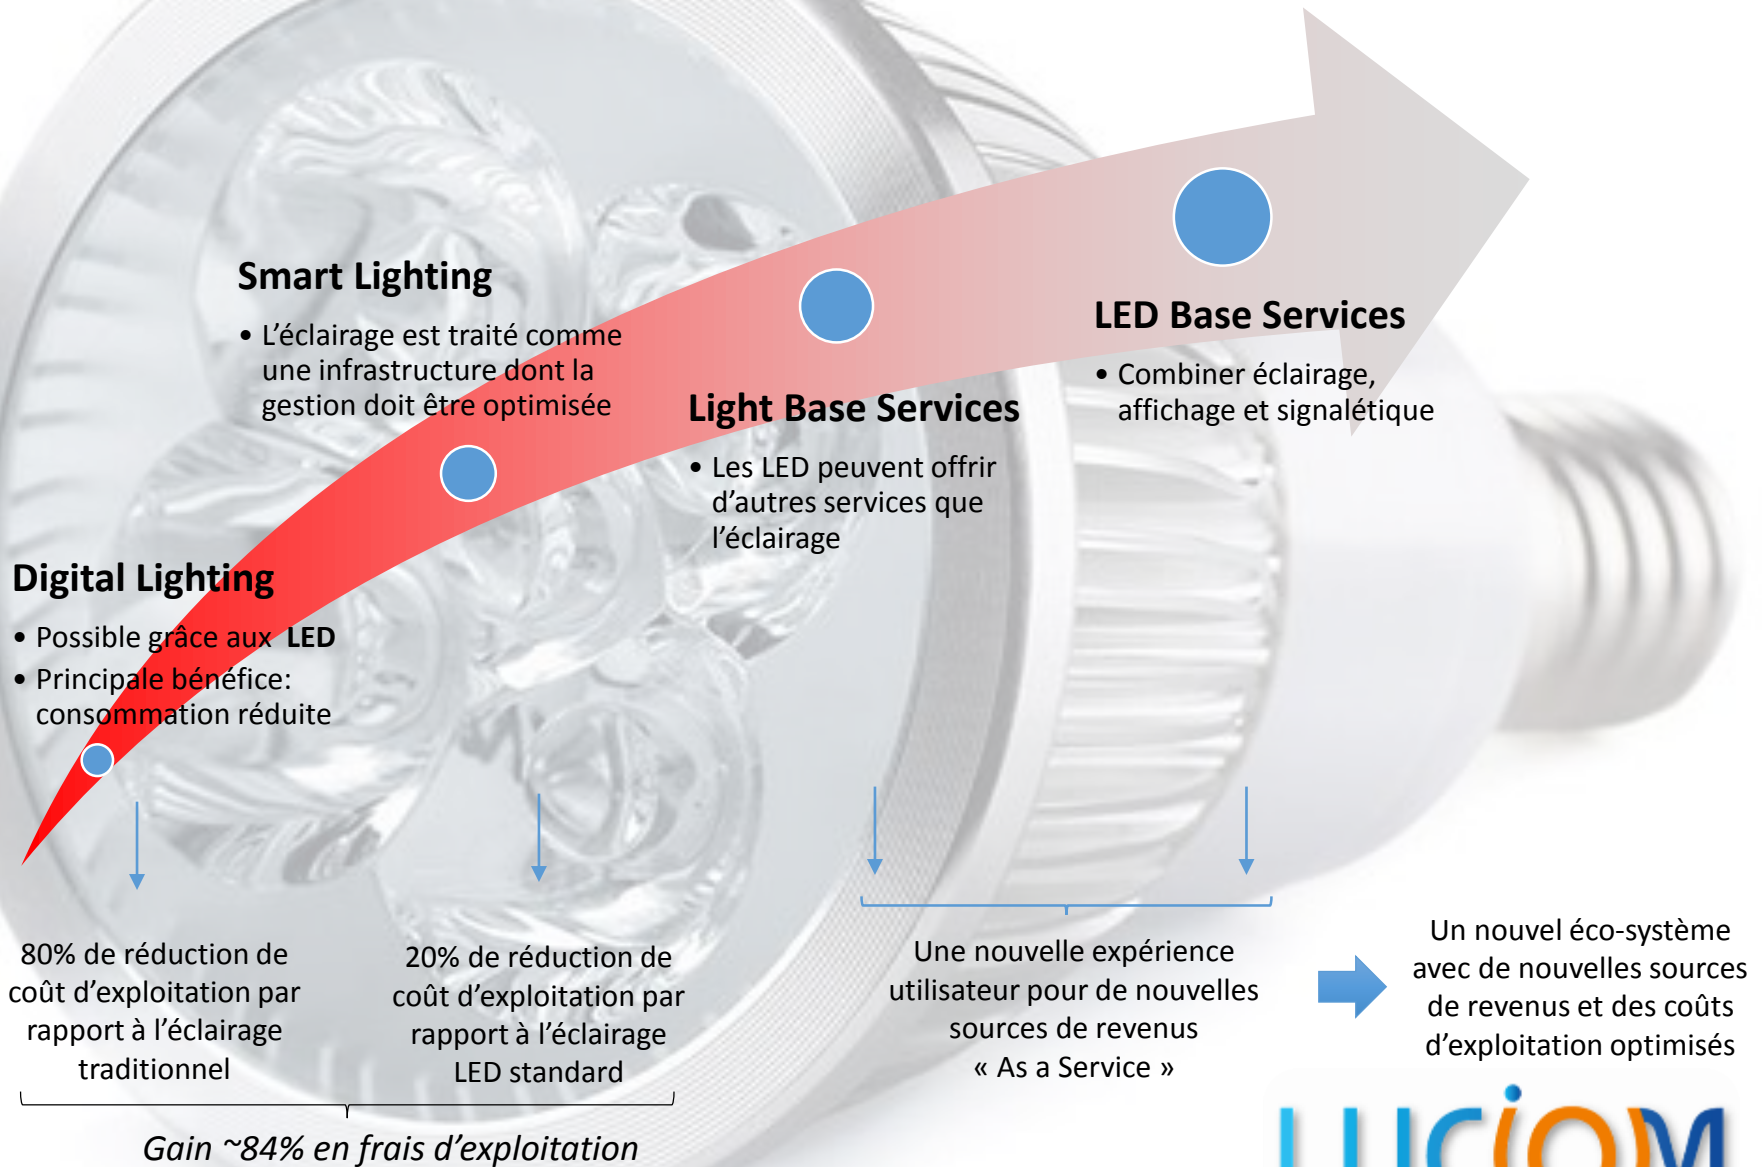 Smart Lighting
• L’éclairage est traité comme
une infrastructure dont la
gestion doit être optimisée
LED Base Services
• Combiner éclairage,
affichage et signalétique
Light Base Services
• Les LED peuvent offrir
d’autres services que
l’éclairage
Digital Lighting
• Possible grâce aux LED
• Principale bénéfice:
consommation réduite
80% de réduction de
coût d’exploitation par
rapport à l’éclairage
traditionnel
20% de réduction de
coût d’exploitation par
rapport à l’éclairage
LED standard
Une nouvelle expérience
utilisateur pour de nouvelles
sources de revenus
« As a Service »
Un nouvel éco-système
avec de nouvelles sources
de revenus et des coûts
d’exploitation optimisés
Gain ~84% en frais d’exploitation
LUCIOM